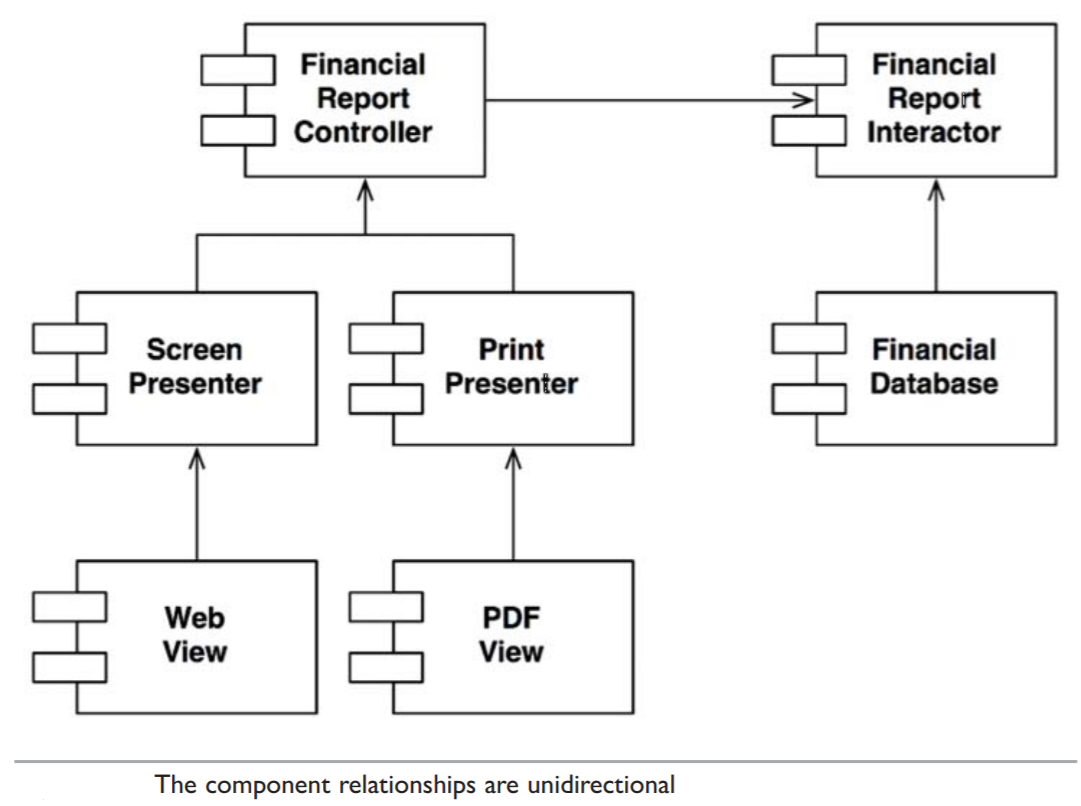 Financial
Report
Controller
Financial
Report
Interactor
Screen
Presenter
Print
Presenter
Financial
Database
Web
View
PDF
View
The component relationships are unidirectional